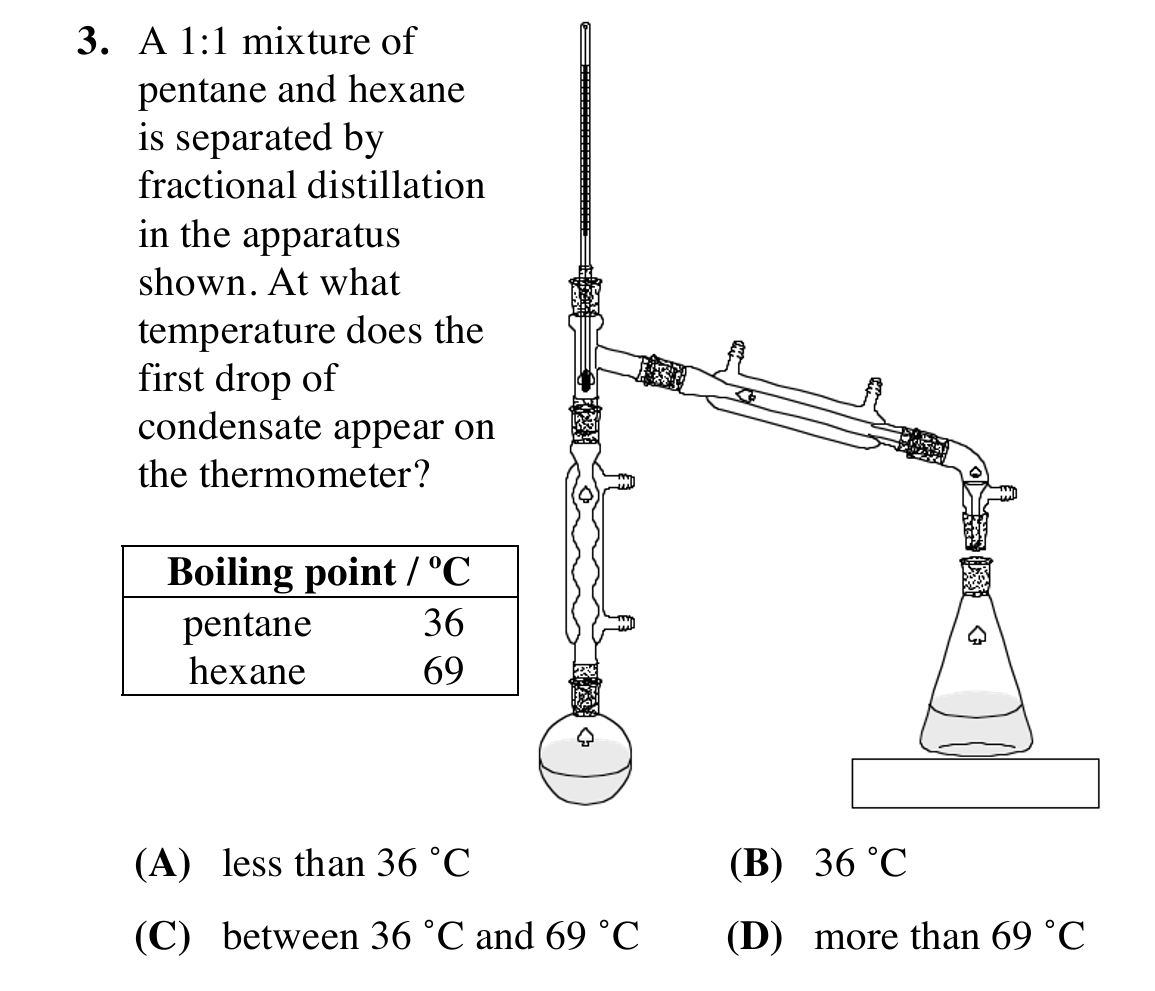 3. A 1:1 mixture of
pentane and hexane
is separated by
fractional distillation
in the apparatus
shown. At what
temperature does the
first drop of
condensate appear on
the thermometer?
Boiling point / ºC
pentane 36
hexane 69
(A) less than 36 ˚C
(B) 36 ˚C
(C) between 36 ˚C and 69 ˚C
(D) more than 69 ˚C